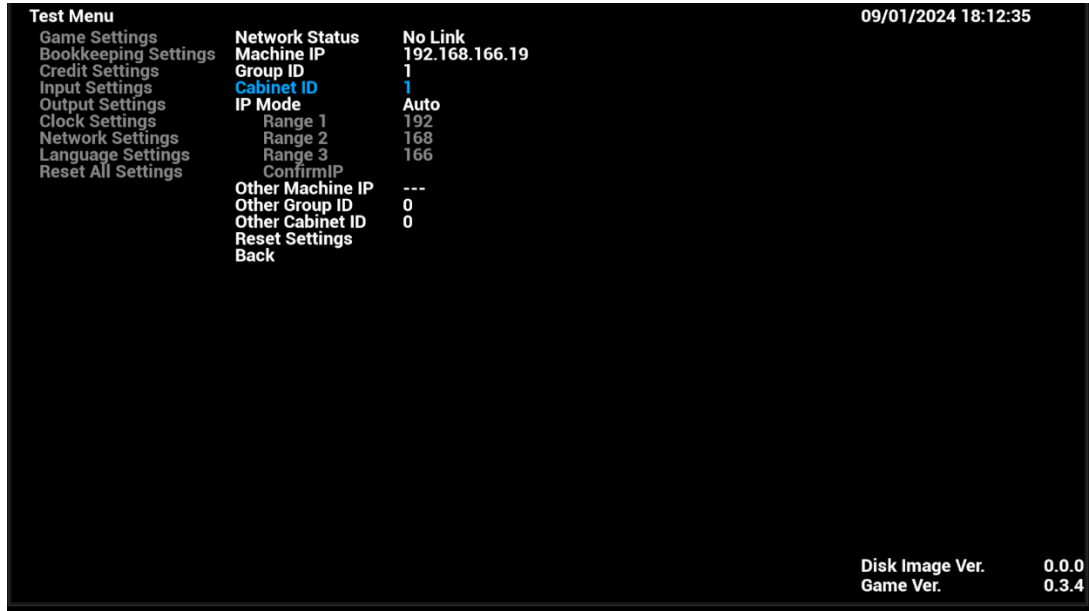 Test Menu 09/01/2024 18:12:35
Game Settings
Bookkeeping Settings
Credit Settings
Input Settings
Output Settings
Clock Settings
Network Settings
Language Settings
Reset All Settings
Network Status No Link
Machine IP 192.168.166.19
Group ID 1
Cabinet ID 1
IP Mode Auto
Range 1 192
Range 2 168
Range 3 166
ConfirmIP
Other Machine IP ---
Other Group ID 0
Other Cabinet ID 0
Reset Settings
Back
Disk Image Ver. 0.0.0
Game Ver. 0.3.4